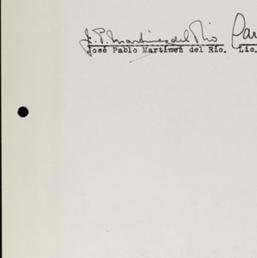 J. P. Martinez del Rio
José Pablo Martínez del Río. Lic.